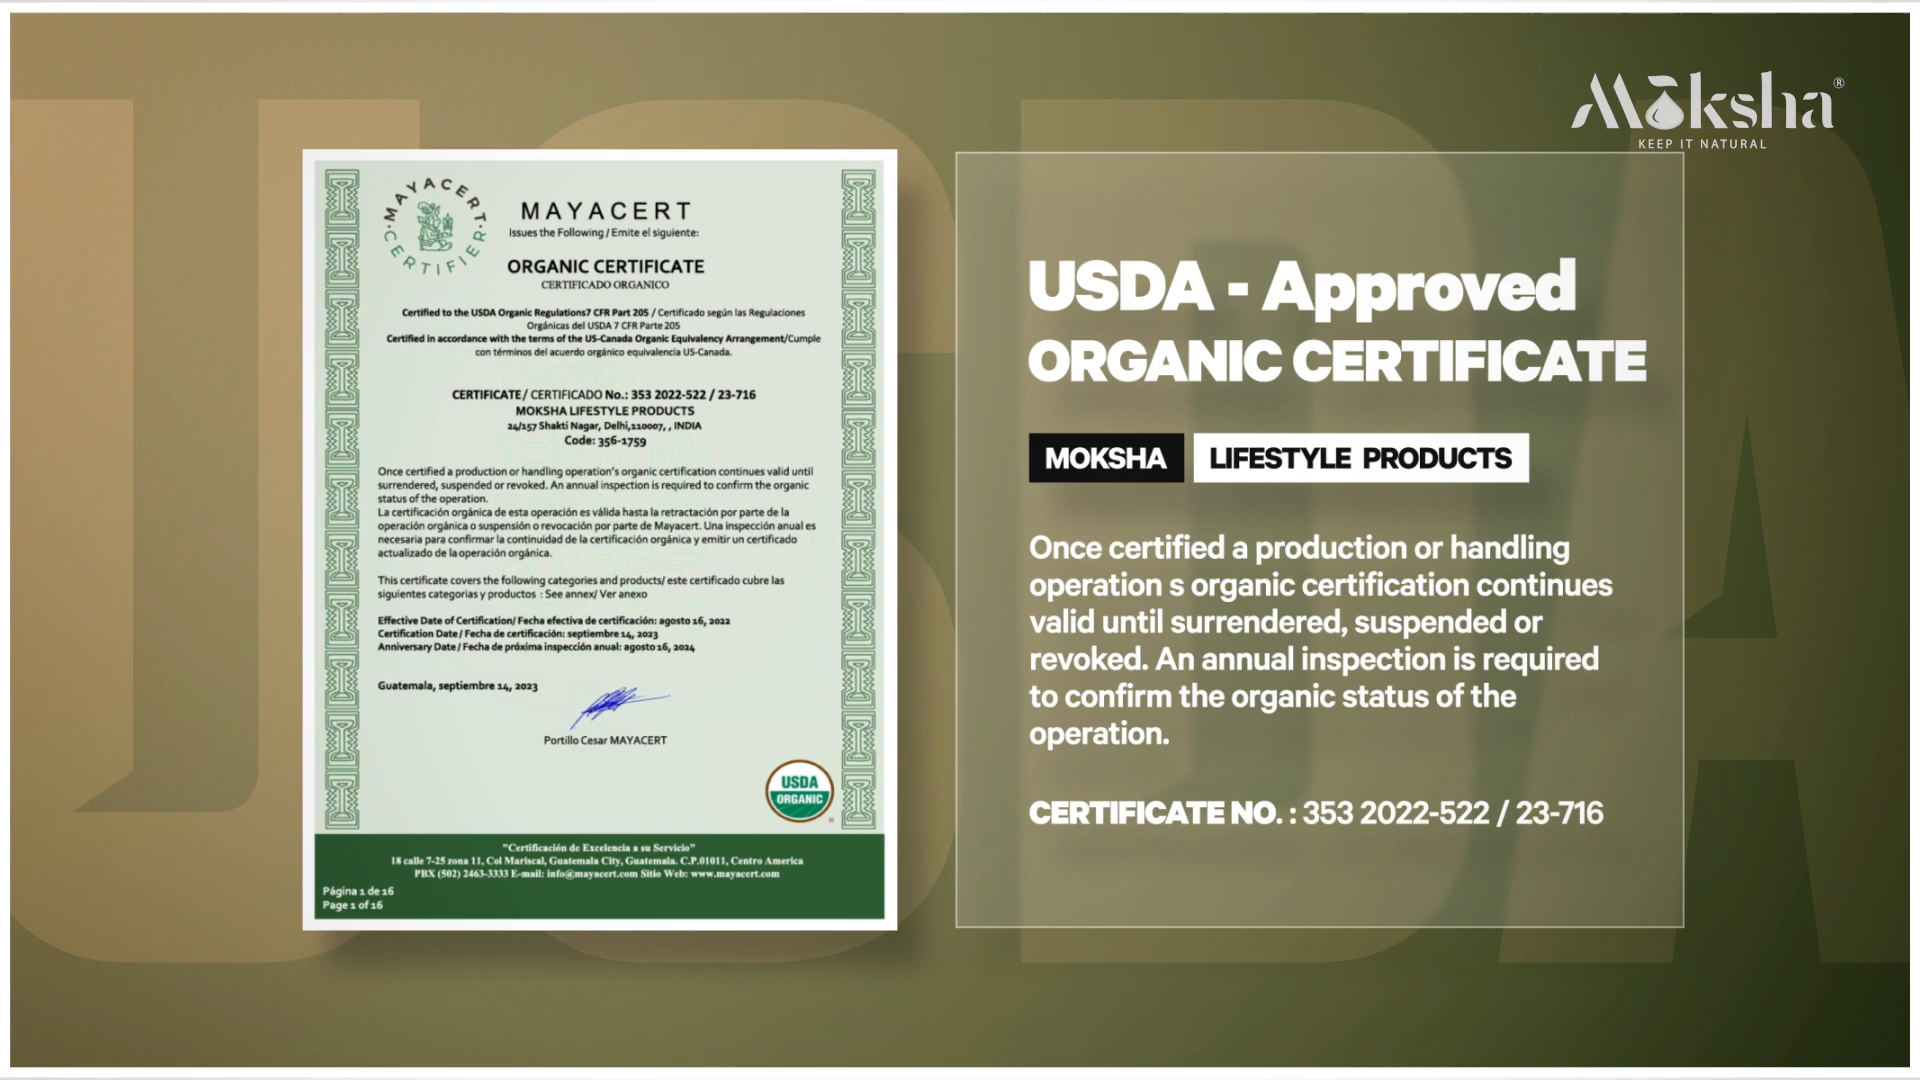 Mōksha®
KEEP IT NATURAL
MAYACERT CERTIFIER
MAYACERT
Issues the Following / Emite el siguiente:
ORGANIC CERTIFICATE
CERTIFICADO ORGANICO
Certified to the USDA Organic Regulations7 CFR Part 205 / Certificado según las Regulaciones
Orgánicas del USDA 7 CFR Parte 205
Certified in accordance with the terms of the US-Canada Organic Equivalency Arrangement/Cumple
con términos del acuerdo orgánico equivalencia US-Canada.
CERTIFICATE/ CERTIFICADO No.: 353 2022-522 / 23-716
MOKSHA LIFESTYLE PRODUCTS
24/157 Shakti Nagar, Delhi,110007, , INDIA
Code: 356-1759
Once certified a production or handling operation's organic certification continues valid until
surrendered, suspended or revoked. An annual inspection is required to confirm the organic
status of the operation.
La certificación orgánica de esta operación es válida hasta la retractación por parte de la
operación orgánica o suspensión o revocación por parte de Mayacert. Una inspección anual es
necesaria para confirmar la continuidad de la certificación orgánica y emitir un certificado
actualizado de la operación orgánica.
This certificate covers the following categories and products/ este certificado cubre las
siguientes categorias y productos : See annex/ Ver anexo
Effective Date of Certification/ Fecha efectiva de certificación: agosto 16, 2022
Certification Date / Fecha de certificación: septiembre 14, 2023
Anniversary Date / Fecha de próxima inspección anual: agosto 16, 2024
Guatemala, septiembre 14, 2023
Portillo Cesar MAYACERT
USDA
ORGANIC
"Certificación de Excelencia a su Servicio"
18 calle 7-25 zona 11, Col Mariscal, Guatemala City, Guatemala. C.P.01011, Centro America
PBX (502) 2463-3333 E-mail: info@mayacert.com Sitio Web: www.mayacert.com
Página 1 de 16
Page 1 of 16
USDA - Approved
ORGANIC CERTIFICATE
MOKSHA LIFESTYLE PRODUCTS
Once certified a production or handling
operation s organic certification continues
valid until surrendered, suspended or
revoked. An annual inspection is required
to confirm the organic status of the
operation.
CERTIFICATE NO. : 353 2022-522 / 23-716
USDA